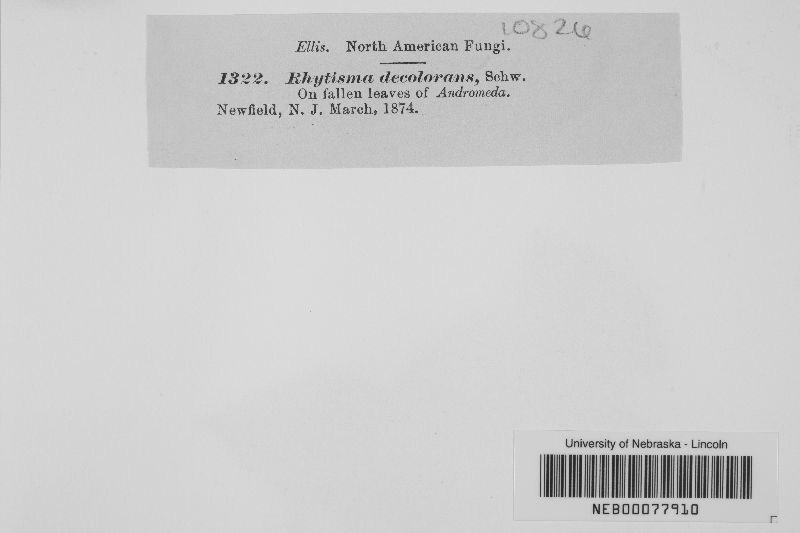 10826
Ellis. North American Fungi.
1322. Rhytisma decolorans, Schw.
On fallen leaves of Andromeda.
Newfield, N. J. March, 1874.
University of Nebraska - Lincoln
NEB00077910